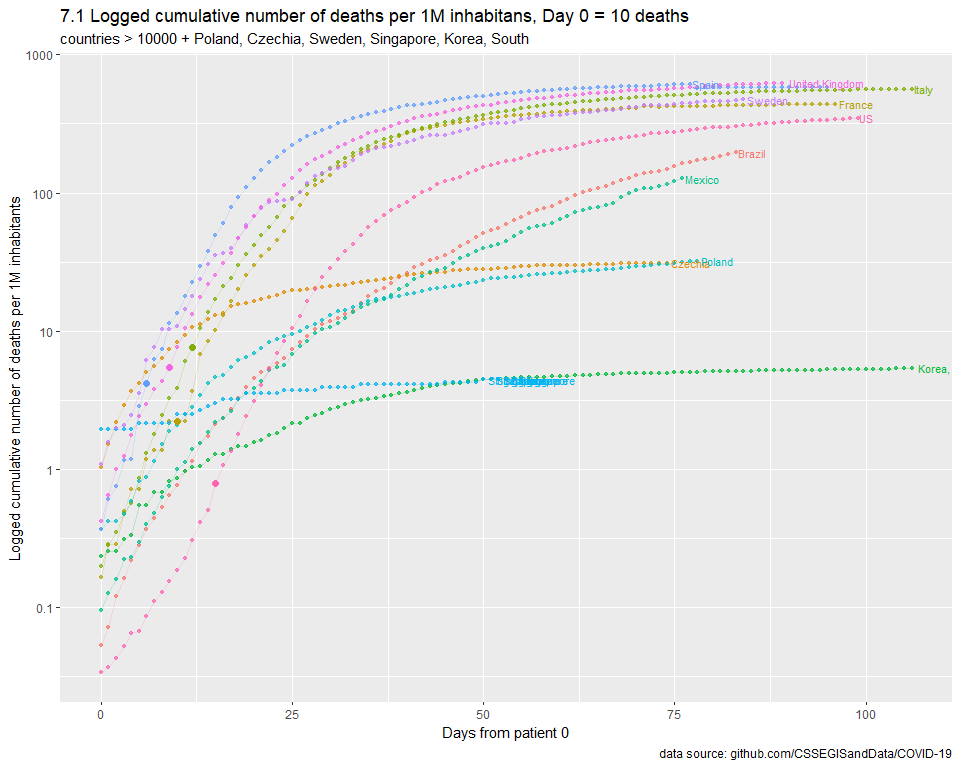 7.1 Logged cumulative number of deaths per 1M inhabitans, Day 0 = 10 deaths
countries > 10000 + Poland, Czechia, Sweden, Singapore, Korea, South
Logged cumulative number of deaths per 1M inhabitants
1000
100
10
1
0.1
Spain
United Kingdom
Italy
Sweden
France
US
Brazil
Mexico
Poland
Czechia
Singapore
Korea,
0
25
50
75
100
Days from patient 0
data source: github.com/CSSEGISandData/COVID-19